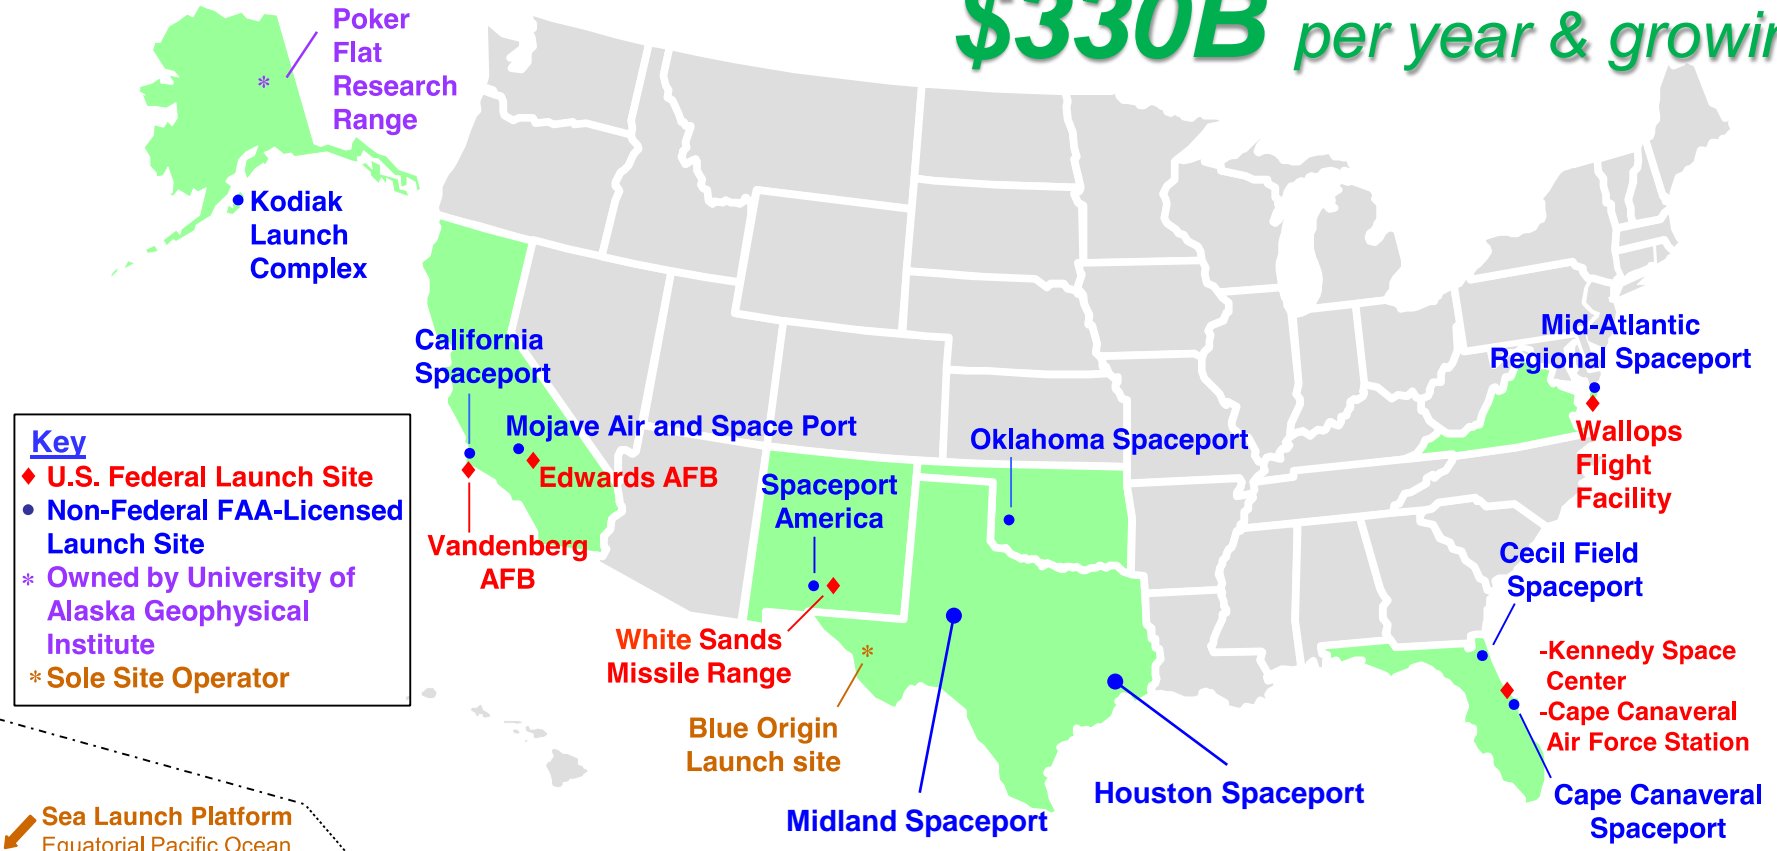 $330B per year & growin
Poker
Flat
Research
Range
Kodiak
Launch
Complex
California
Spaceport
Mojave Air and Space Port
Edwards AFB
Vandenberg
AFB
Key
♦ U.S. Federal Launch Site
• Non-Federal FAA-Licensed
Launch Site
* Owned by University of
Alaska Geophysical
Institute
* Sole Site Operator
Spaceport
America
White Sands
Missile Range
Blue Origin
Launch site
Oklahoma Spaceport
Midland Spaceport
Houston Spaceport
Mid-Atlantic
Regional Spaceport
Wallops
Flight
Facility
Cecil Field
Spaceport
-Kennedy Space
Center
-Cape Canaveral
Air Force Station
Cape Canaveral
Spaceport
Sea Launch Platform
Equatorial Pacific Ocean